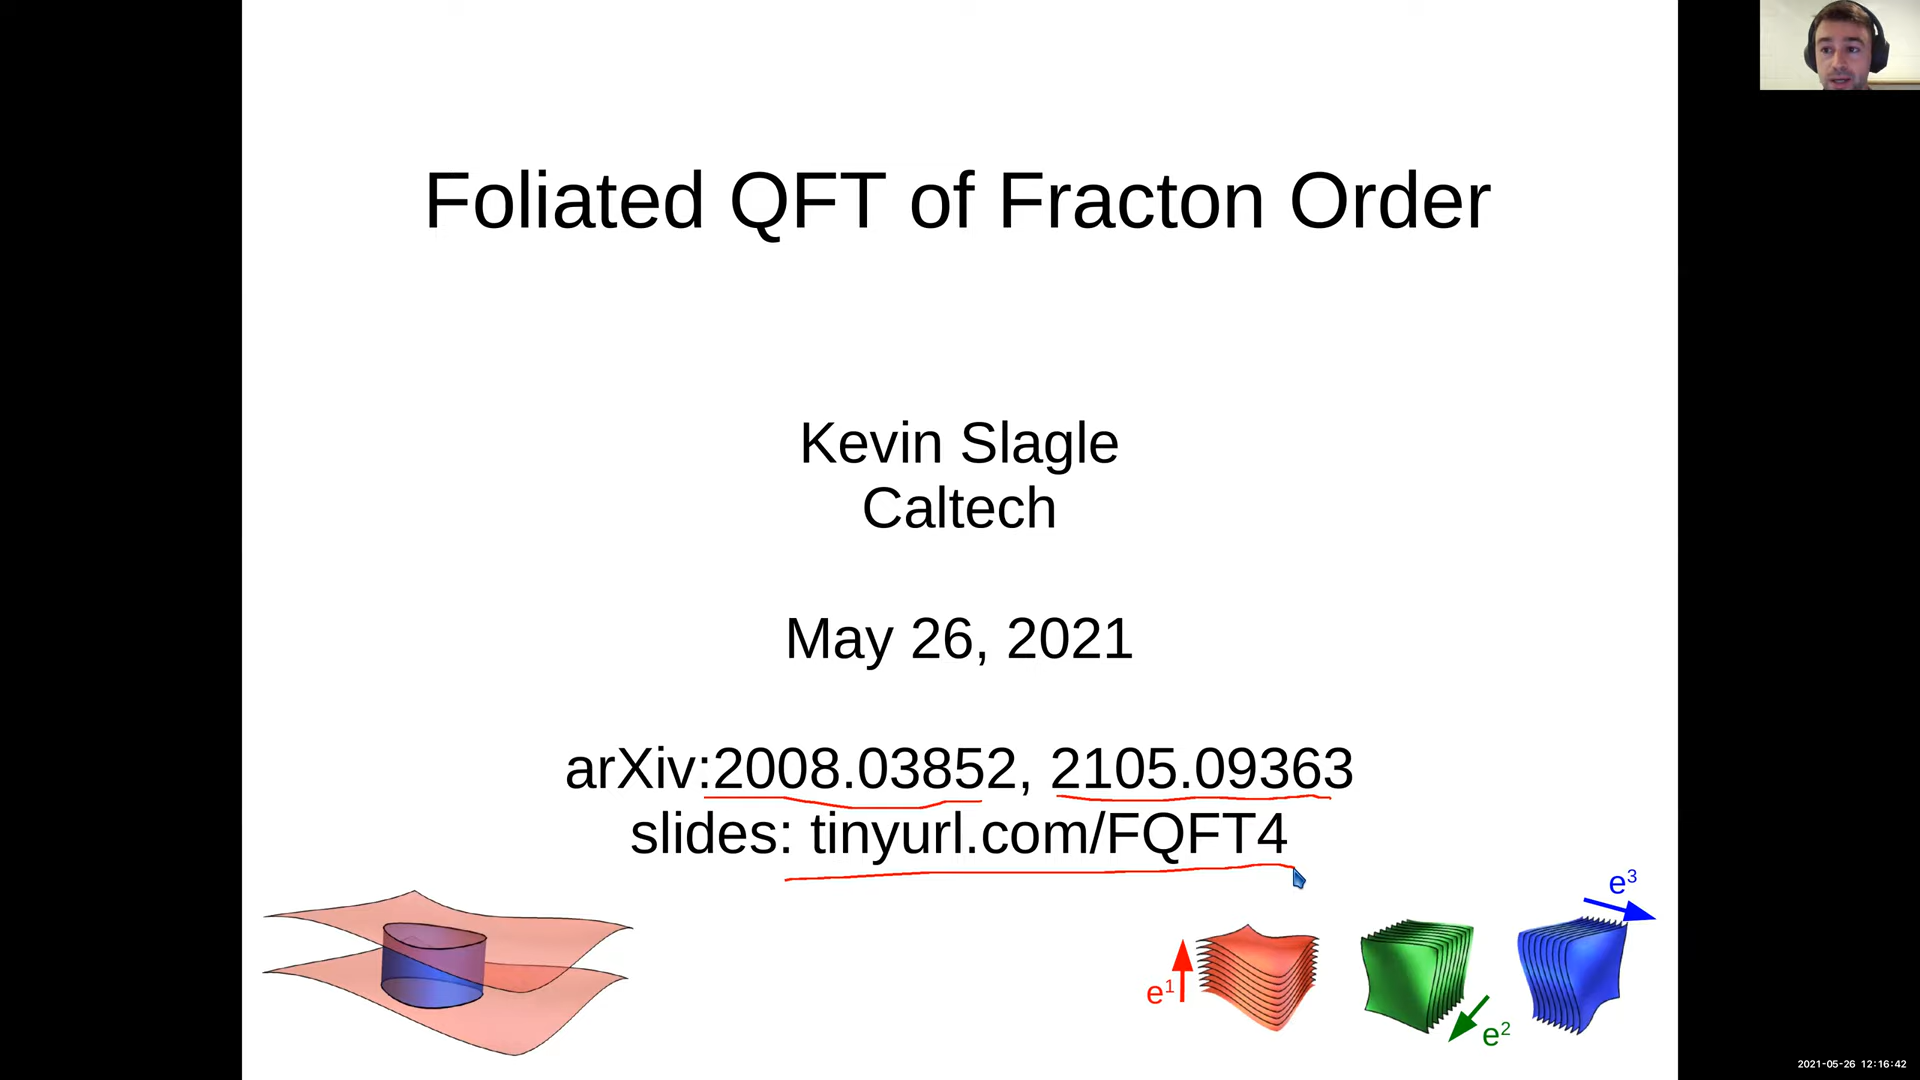 Foliated QFT of Fracton Order
Kevin Slagle
Caltech
May 26, 2021
arXiv:2008.03852, 2105.09363
slides: tinyurl.com/FQFT4
e³
e¹
e²
2021-05-26 12:16:42